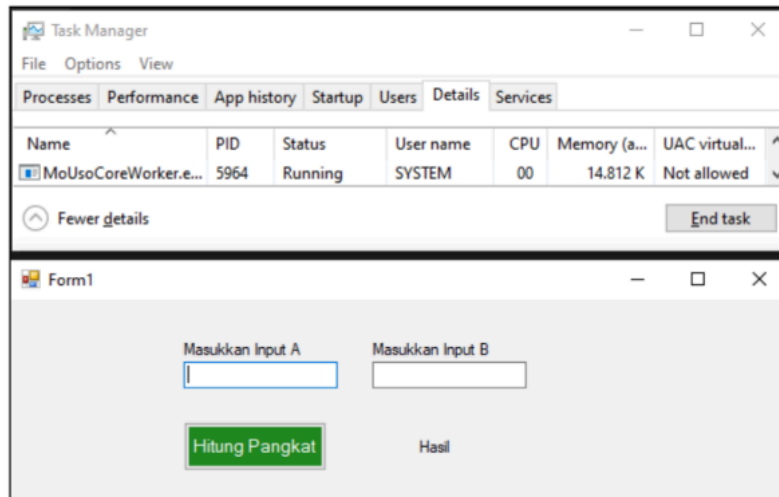 Task Manager
File Options View
Processes Performance App history Startup Users Details Services
Name PID Status User name CPU Memory (a... UAC virtual...
MoUsoCoreWorker.e... 5964 Running SYSTEM 00 14.812 K Not allowed
Fewer details End task
Form1
Masukkan Input A Masukkan Input B
Hitung Pangkat Hasil